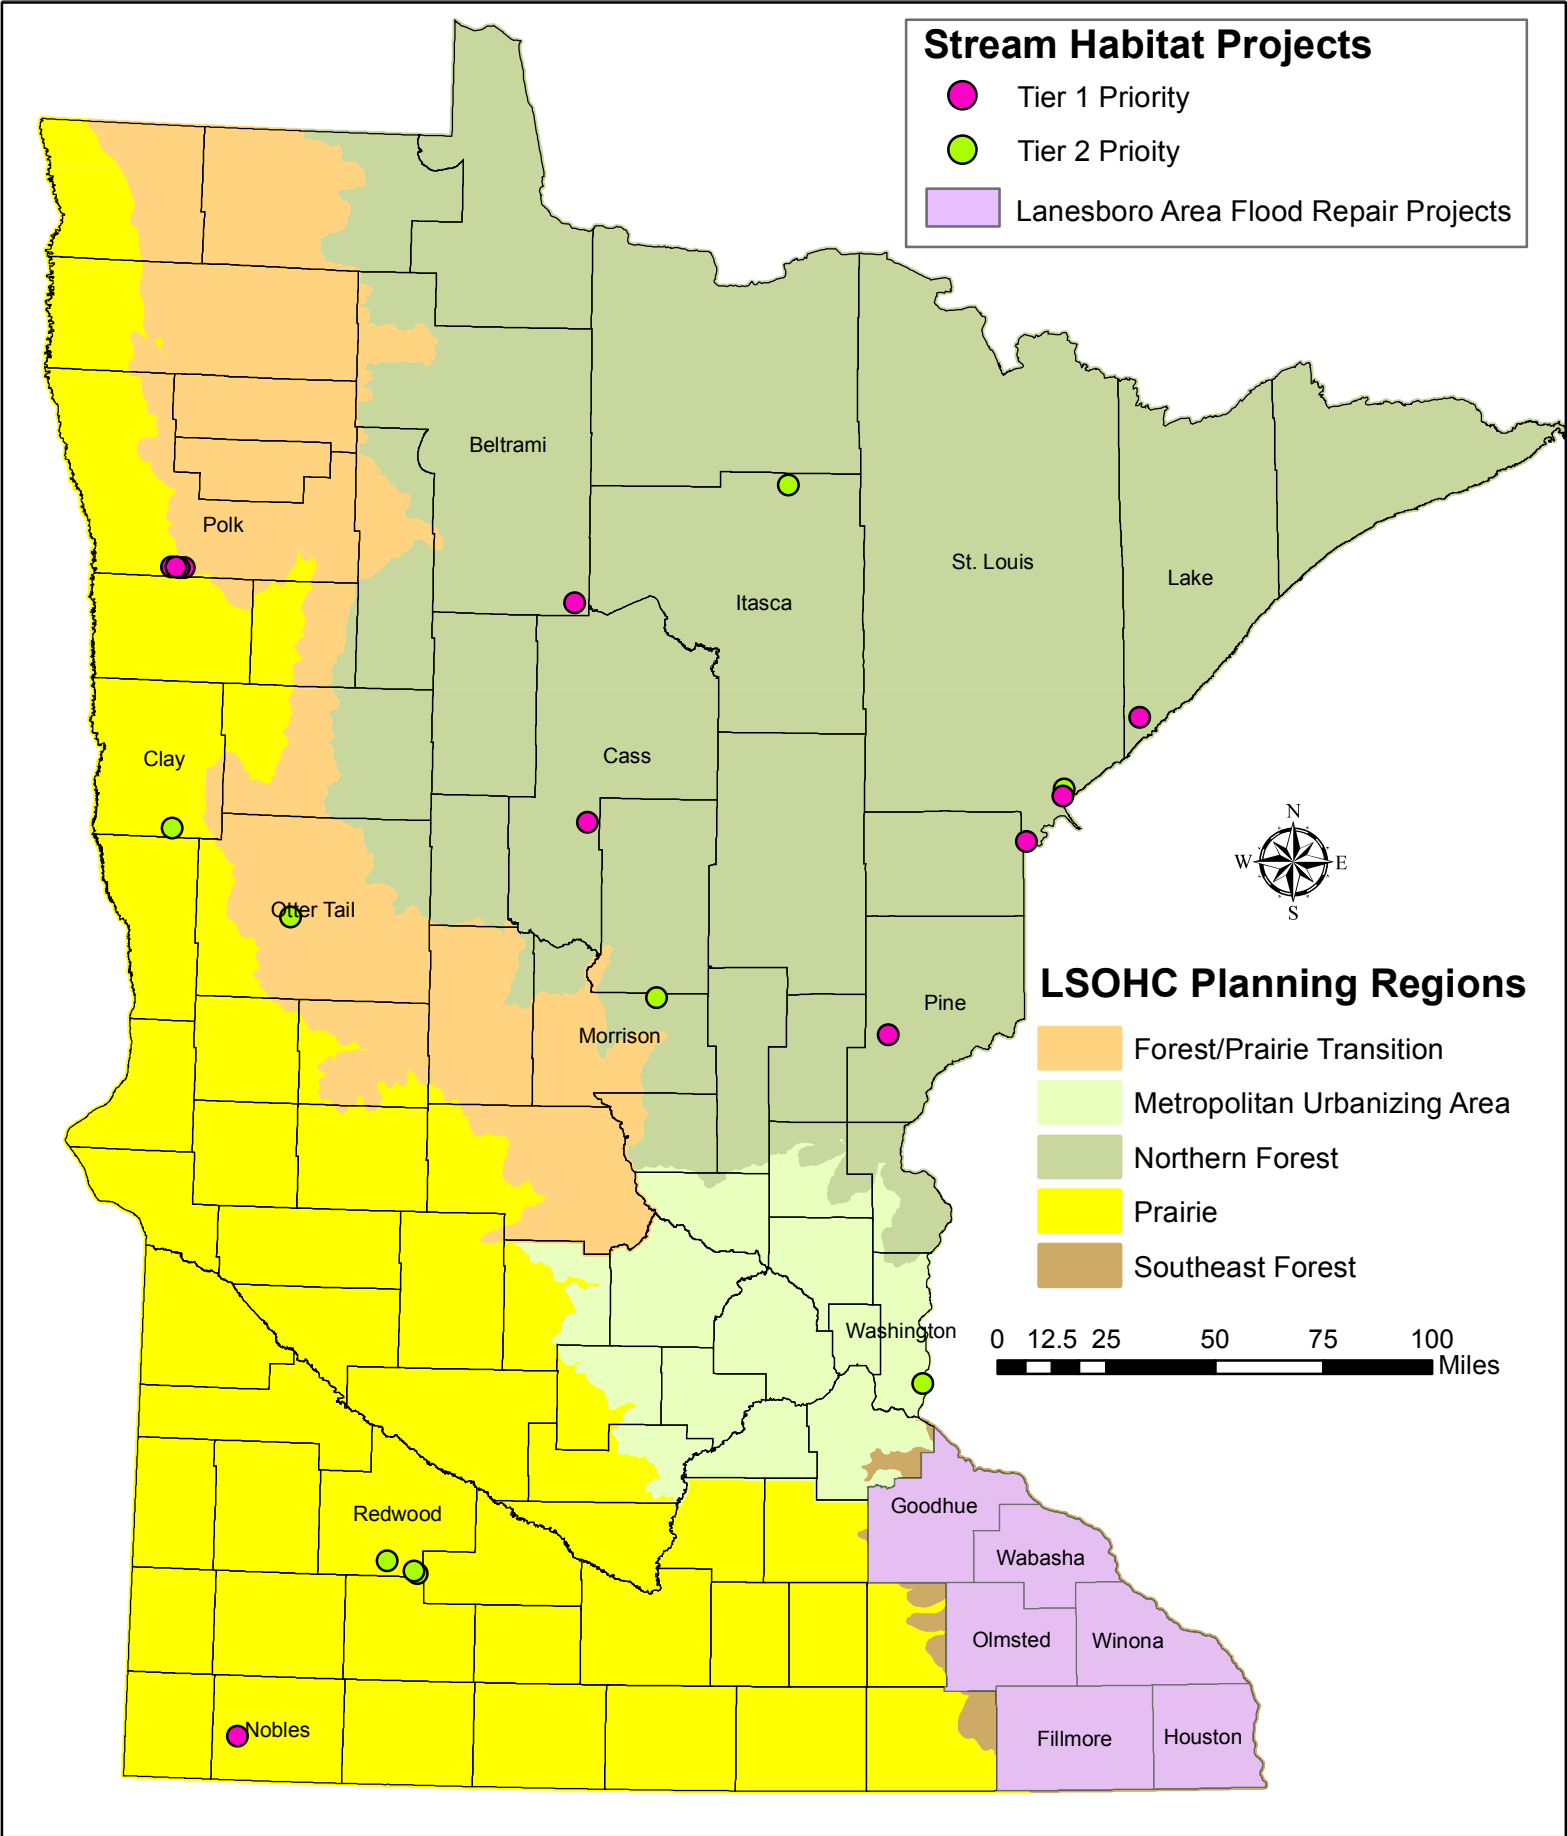 Stream Habitat Projects
Tier 1 Priority
Tier 2 Prioity
Lanesboro Area Flood Repair Projects
Beltrami
Polk
St. Louis
Lake
Itasca
Clay
Cass
N
W E
S
Otter Tail
Morrison
Pine
LSOHC Planning Regions
Forest/Prairie Transition
Metropolitan Urbanizing Area
Northern Forest
Prairie
Southeast Forest
Washington
0 12.5 25 50 75 100
Miles
Goodhue
Redwood
Wabasha
Olmsted
Winona
Nobles
Fillmore
Houston